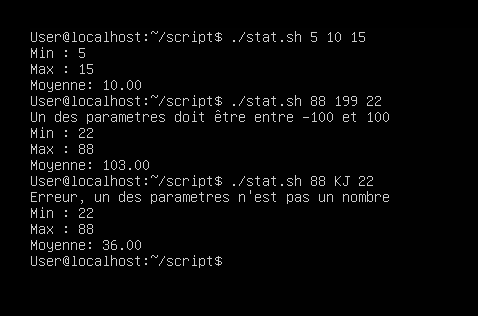 User@localhost:~/script$ ./stat.sh 5 10 15
Min : 5
Max : 15
Moyenne: 10.00
User@localhost:~/script$ ./stat.sh 88 199 22
Un des parametres doit être entre -100 et 100
Min : 22
Max : 88
Moyenne: 103.00
User@localhost:~/script$ ./stat.sh 88 KJ 22
Erreur, un des parametres n'est pas un nombre
Min : 22
Max : 88
Moyenne: 36.00
User@localhost:~/script$